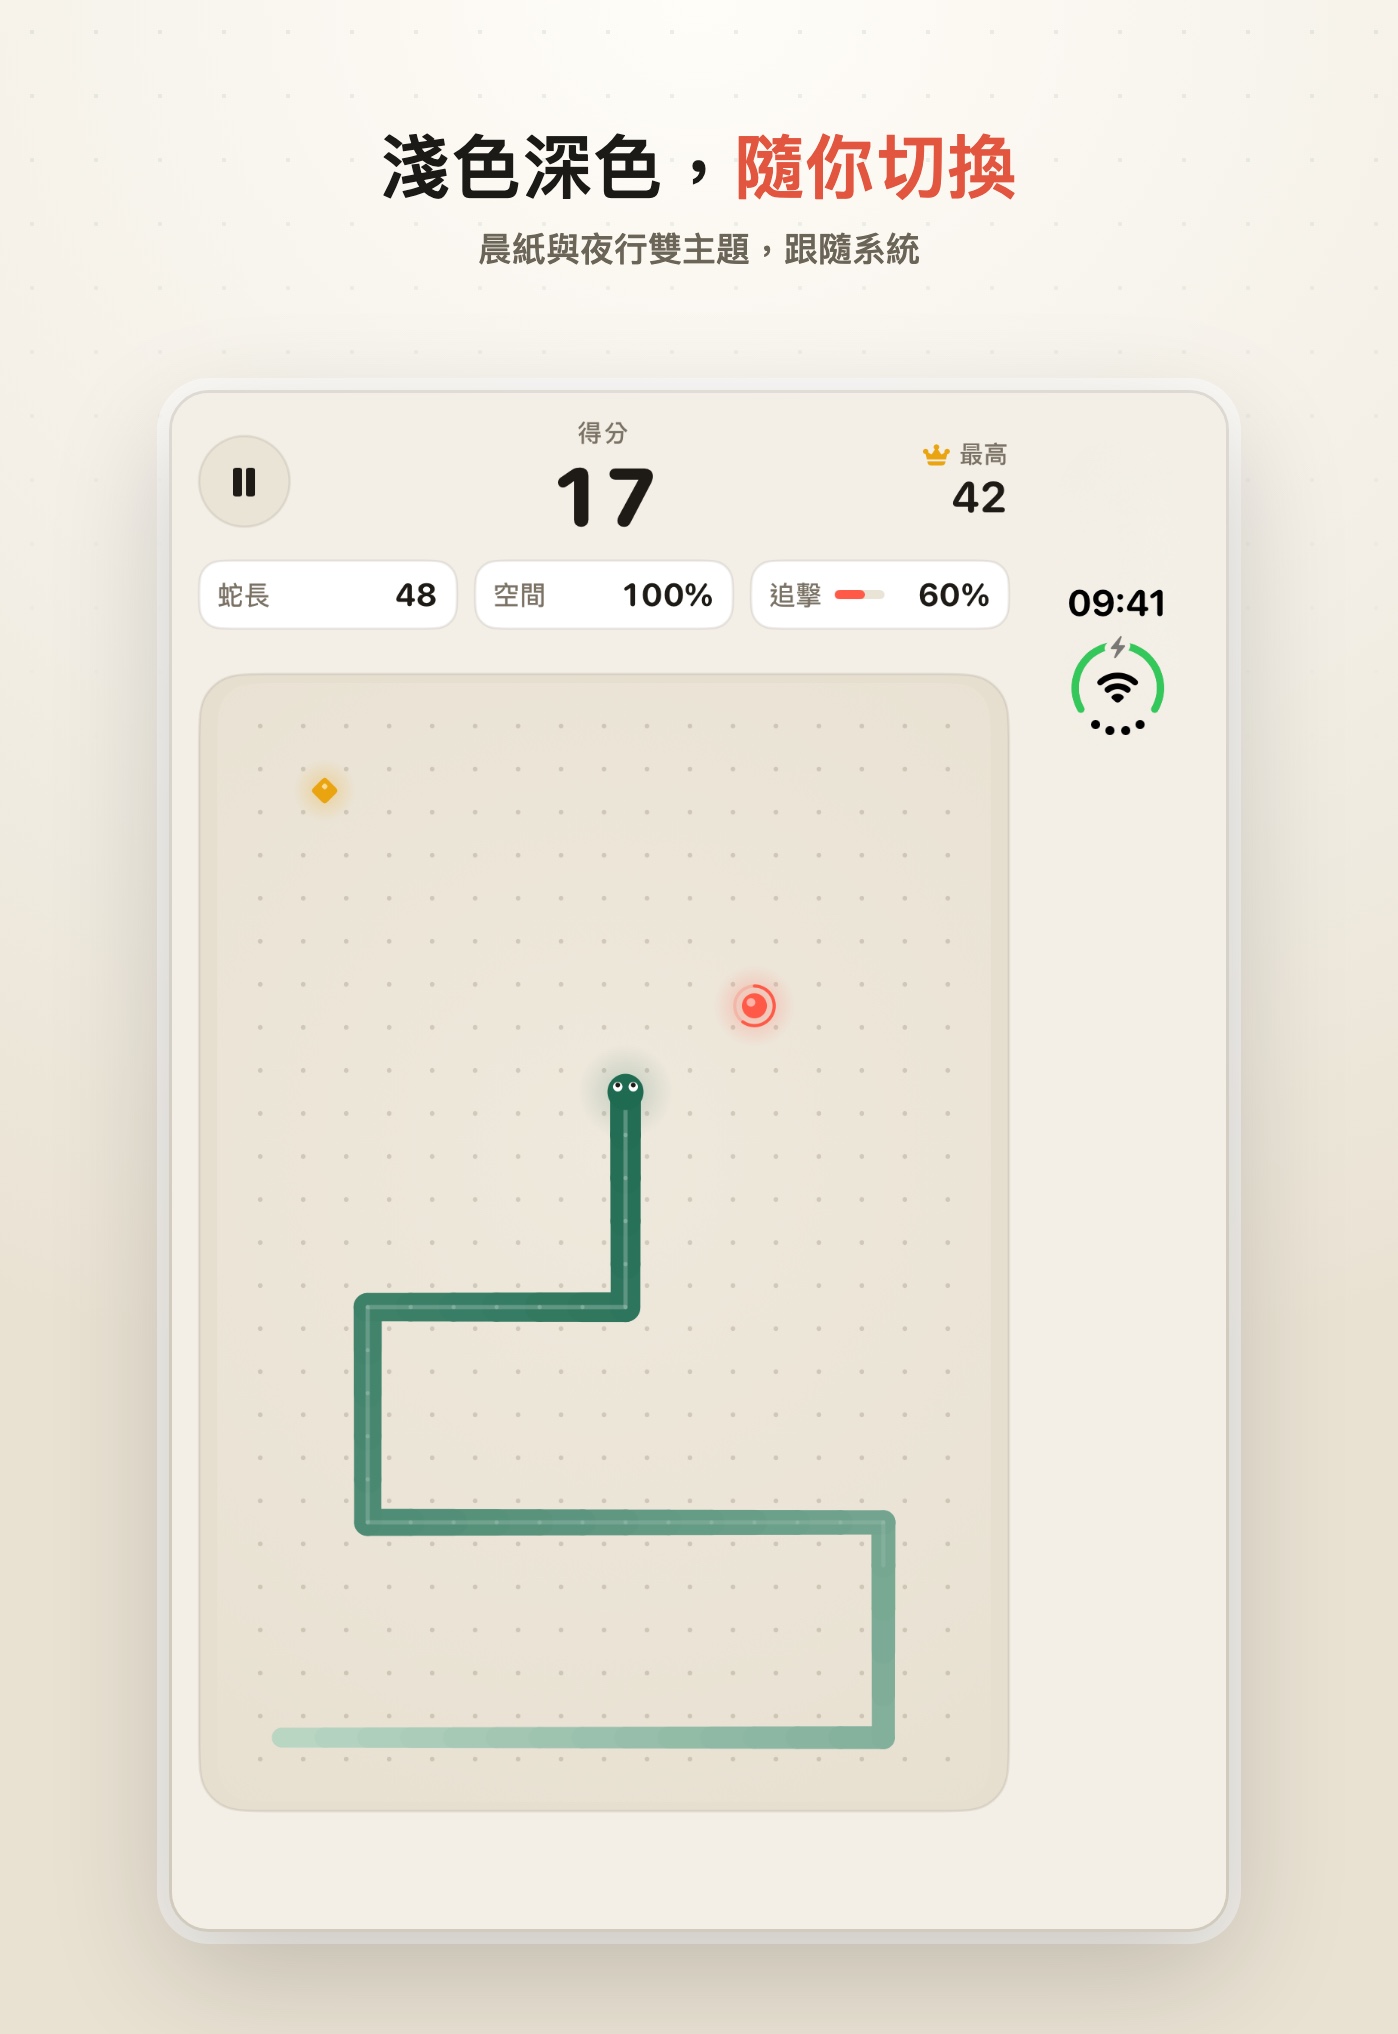 淺色深色，隨你切換
晨紙與夜行雙主題，跟隨系統
得分
17
最高
42
蛇長 48
空間 100%
追擊 60%
09:41